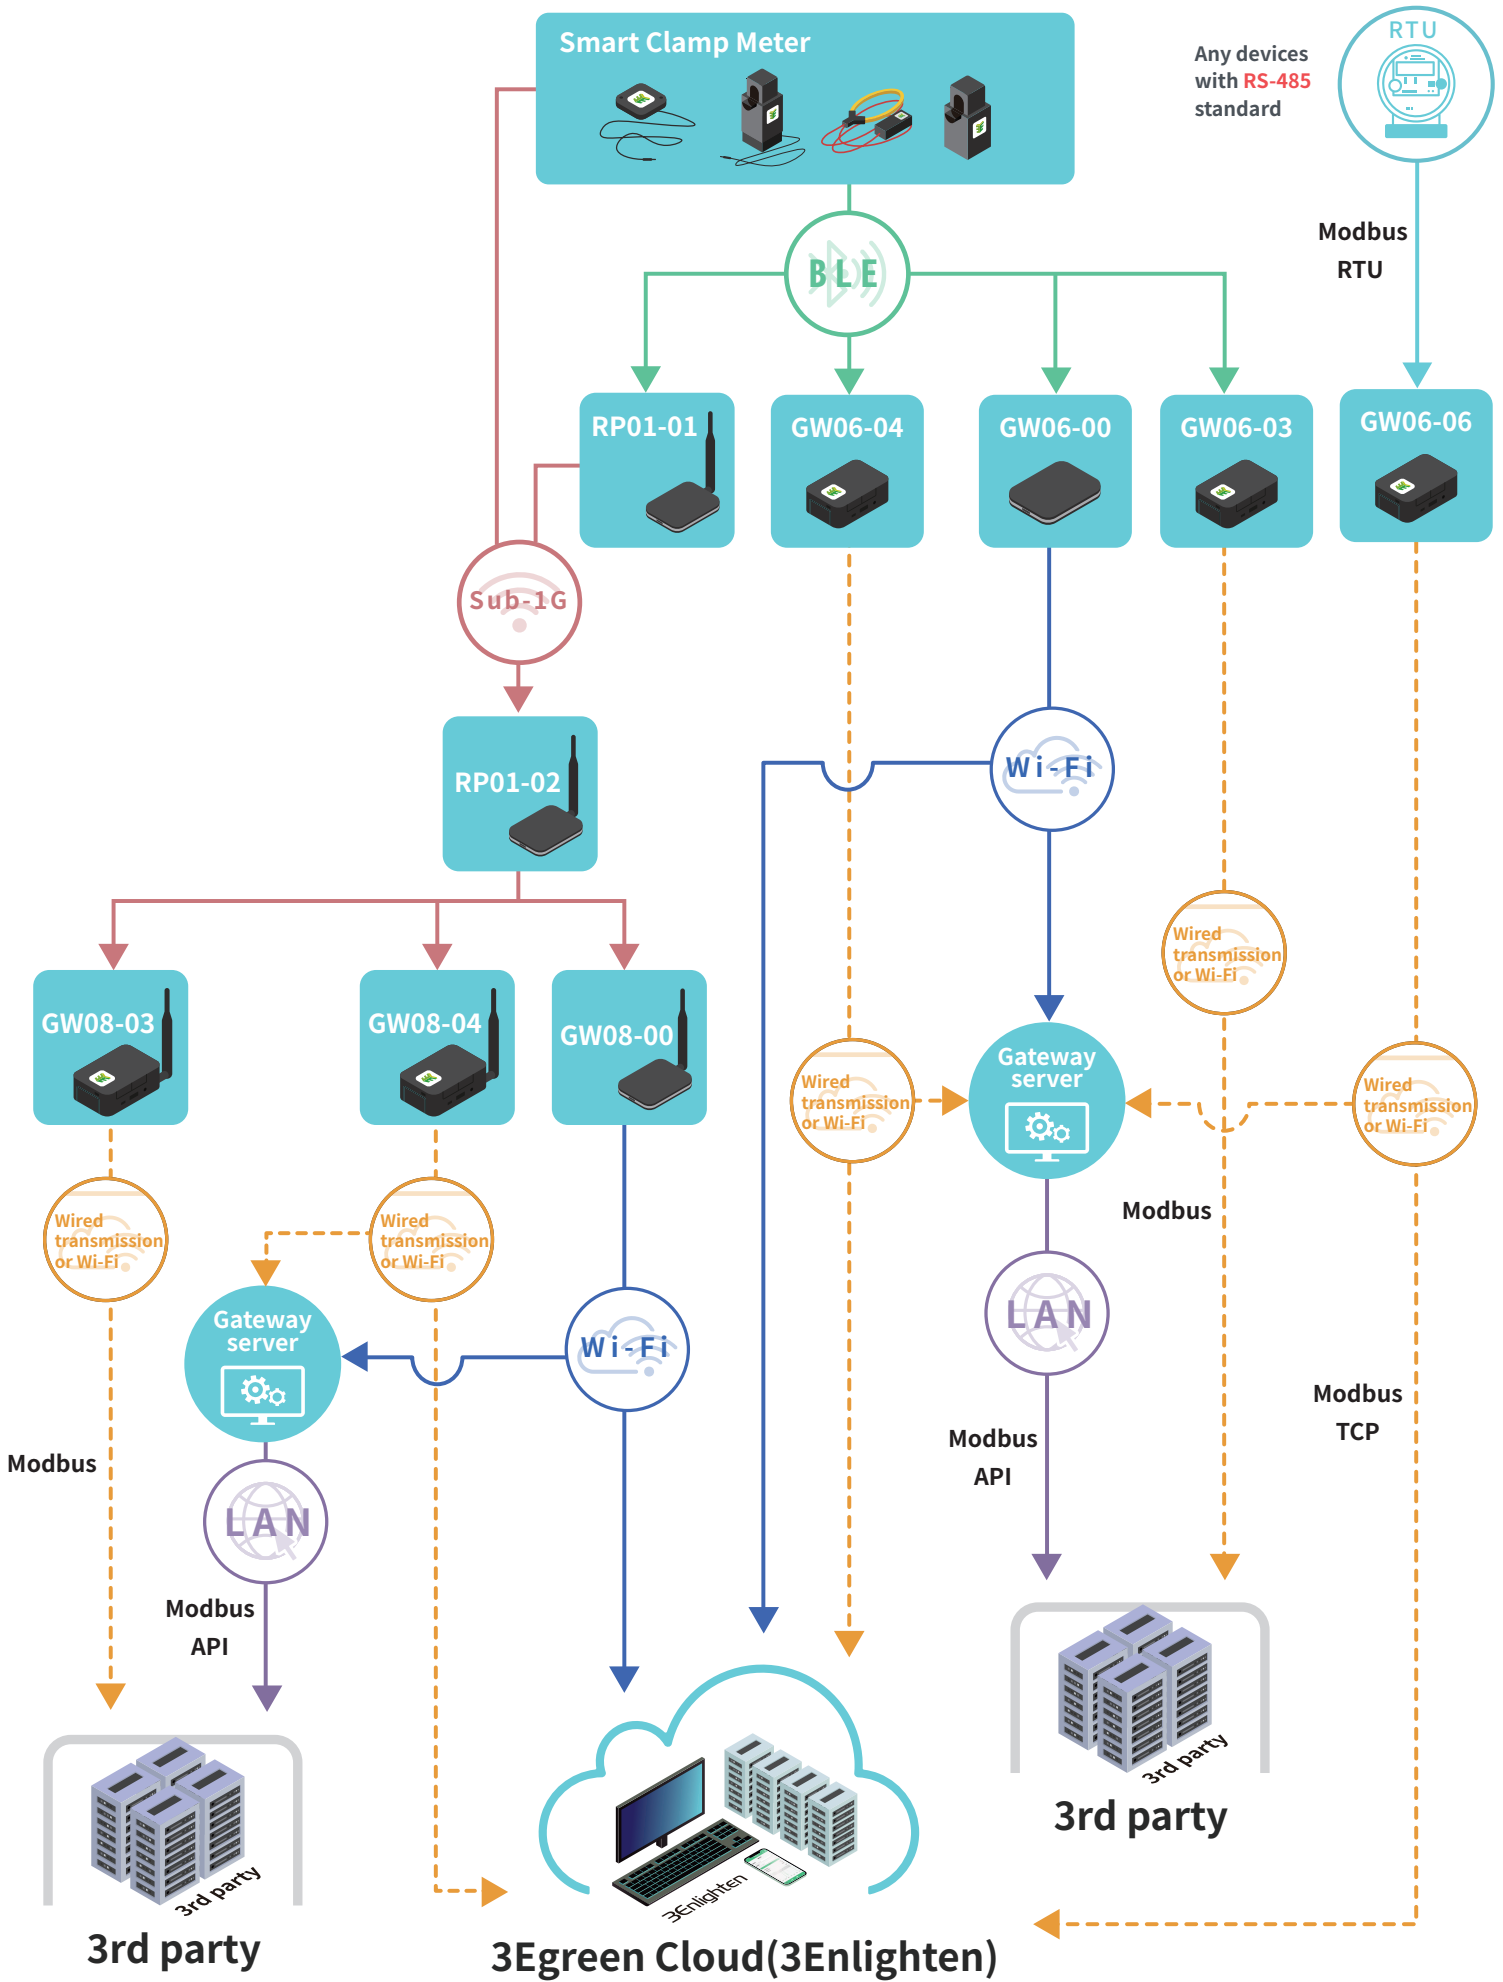 Smart Clamp Meter
RTU
Any devices
with RS-485
standard
Modbus
RTU
BLE
RP01-01
GW06-04
GW06-00
GW06-03
GW06-06
Sub-1G
RP01-02
Wi-Fi
Wired
transmission
or Wi-Fi
GW08-03
GW08-04
GW08-00
Wired
transmission
or Wi-Fi
Gateway
server
Wired
transmission
or Wi-Fi
Wired
transmission
or Wi-Fi
Wired
transmission
or Wi-Fi
Modbus
Gateway
server
Wi-Fi
LAN
Modbus
TCP
Modbus
API
Modbus
LAN
Modbus
API
3rd party
3rd party
3rd party
3Enlighten
3rd party
3Egreen Cloud(3Enlighten)